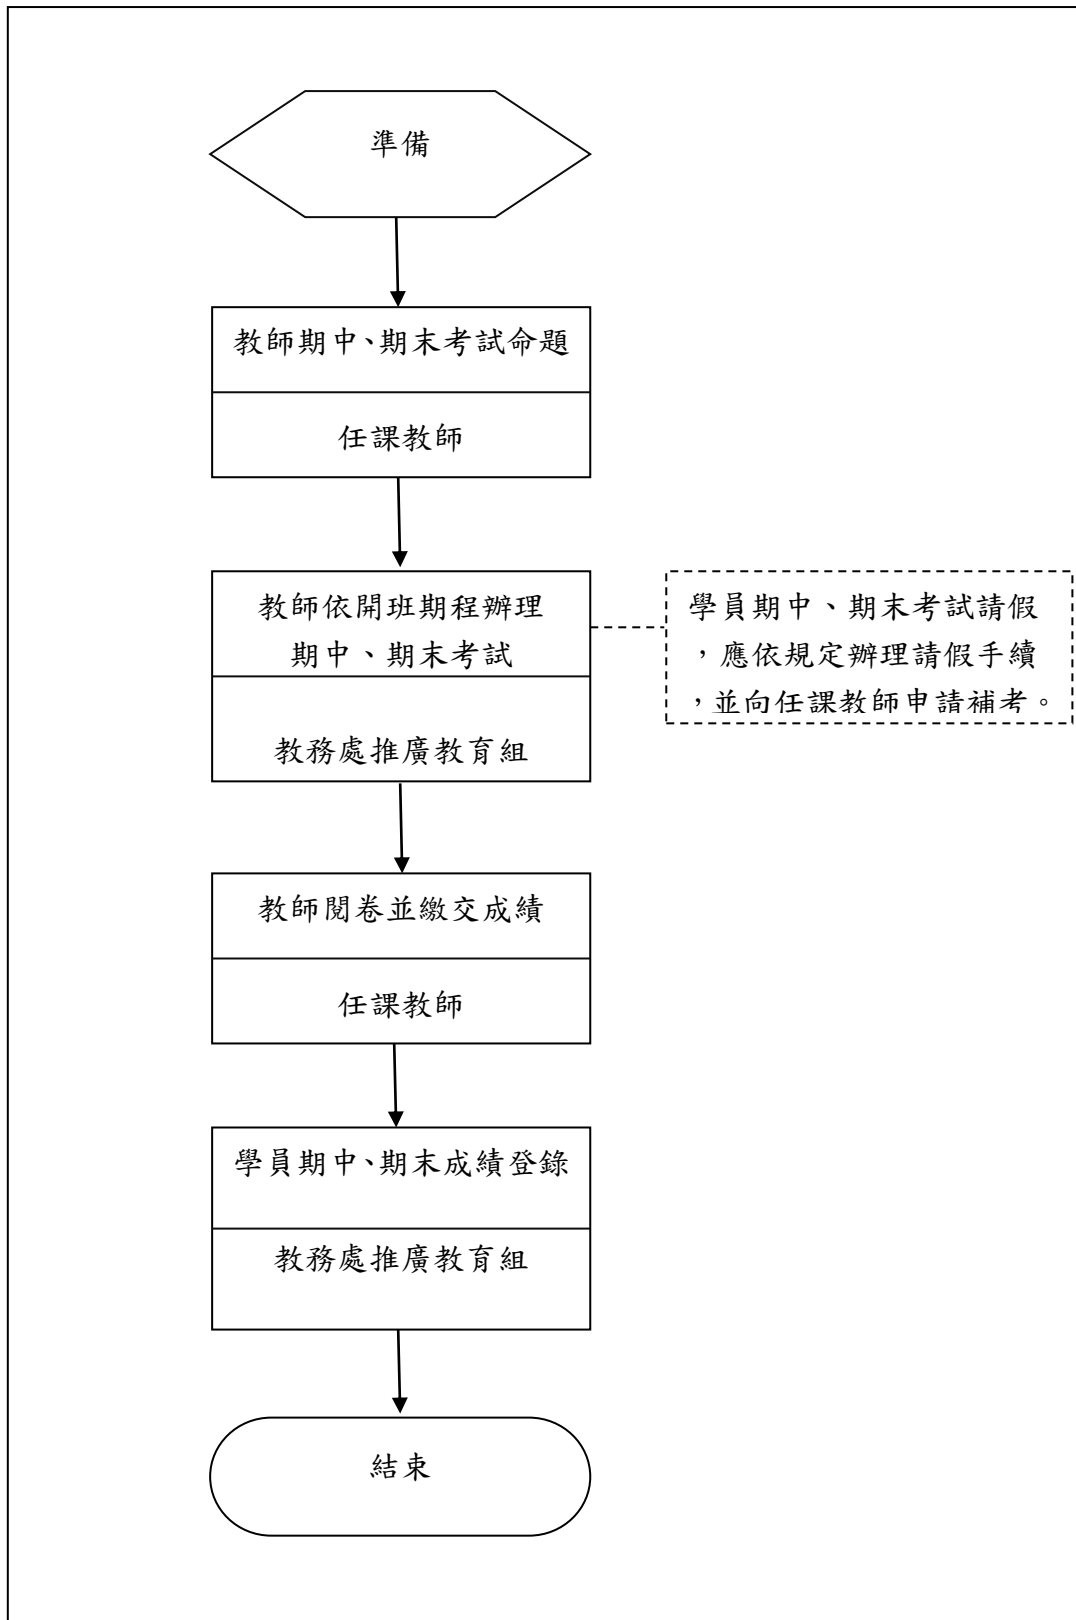 準備
教師期中、期末考試命題
任課教師
教師依開班期程辦理
期中、期末考試
教務處推廣教育組
學員期中、期末考試請假
，應依規定辦理請假手續
，並向任課教師申請補考。
教師閱卷並繳交成績
任課教師
學員期中、期末成績登錄
教務處推廣教育組
結束